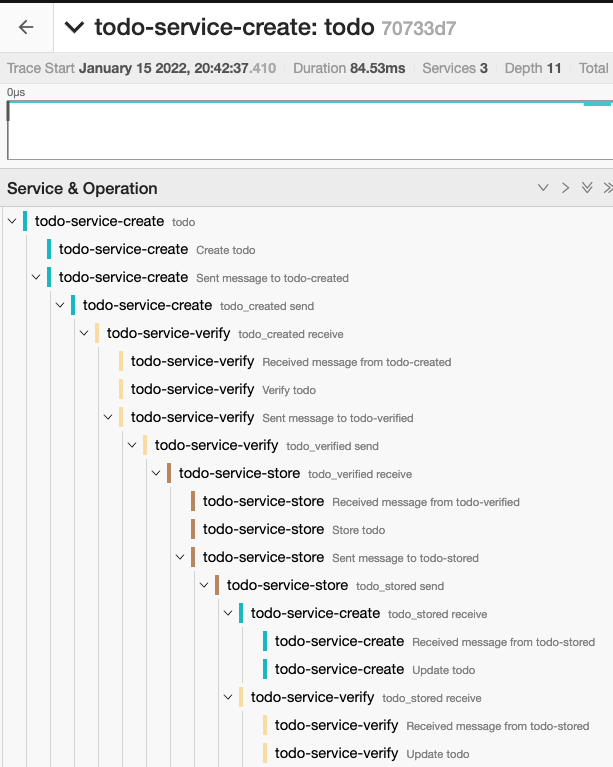 todo-service-create: todo 70733d7
Trace Start January 15 2022, 20:42:37.410 Duration 84.53ms Services 3 Depth 11 Total
0μs
Service & Operation
todo-service-create todo
todo-service-create Create todo
todo-service-create Sent message to todo-created
todo-service-create todo_created send
todo-service-verify todo_created receive
todo-service-verify Received message from todo-created
todo-service-verify Verify todo
todo-service-verify Sent message to todo-verified
todo-service-verify todo_verified send
todo-service-store todo_verified receive
todo-service-store Received message from todo-verified
todo-service-store Store todo
todo-service-store Sent message to todo-stored
todo-service-store todo_stored send
todo-service-create todo_stored receive
todo-service-create Received message from todo-stored
todo-service-create Update todo
todo-service-verify todo_stored receive
todo-service-verify Received message from todo-stored
todo-service-verify Update todo